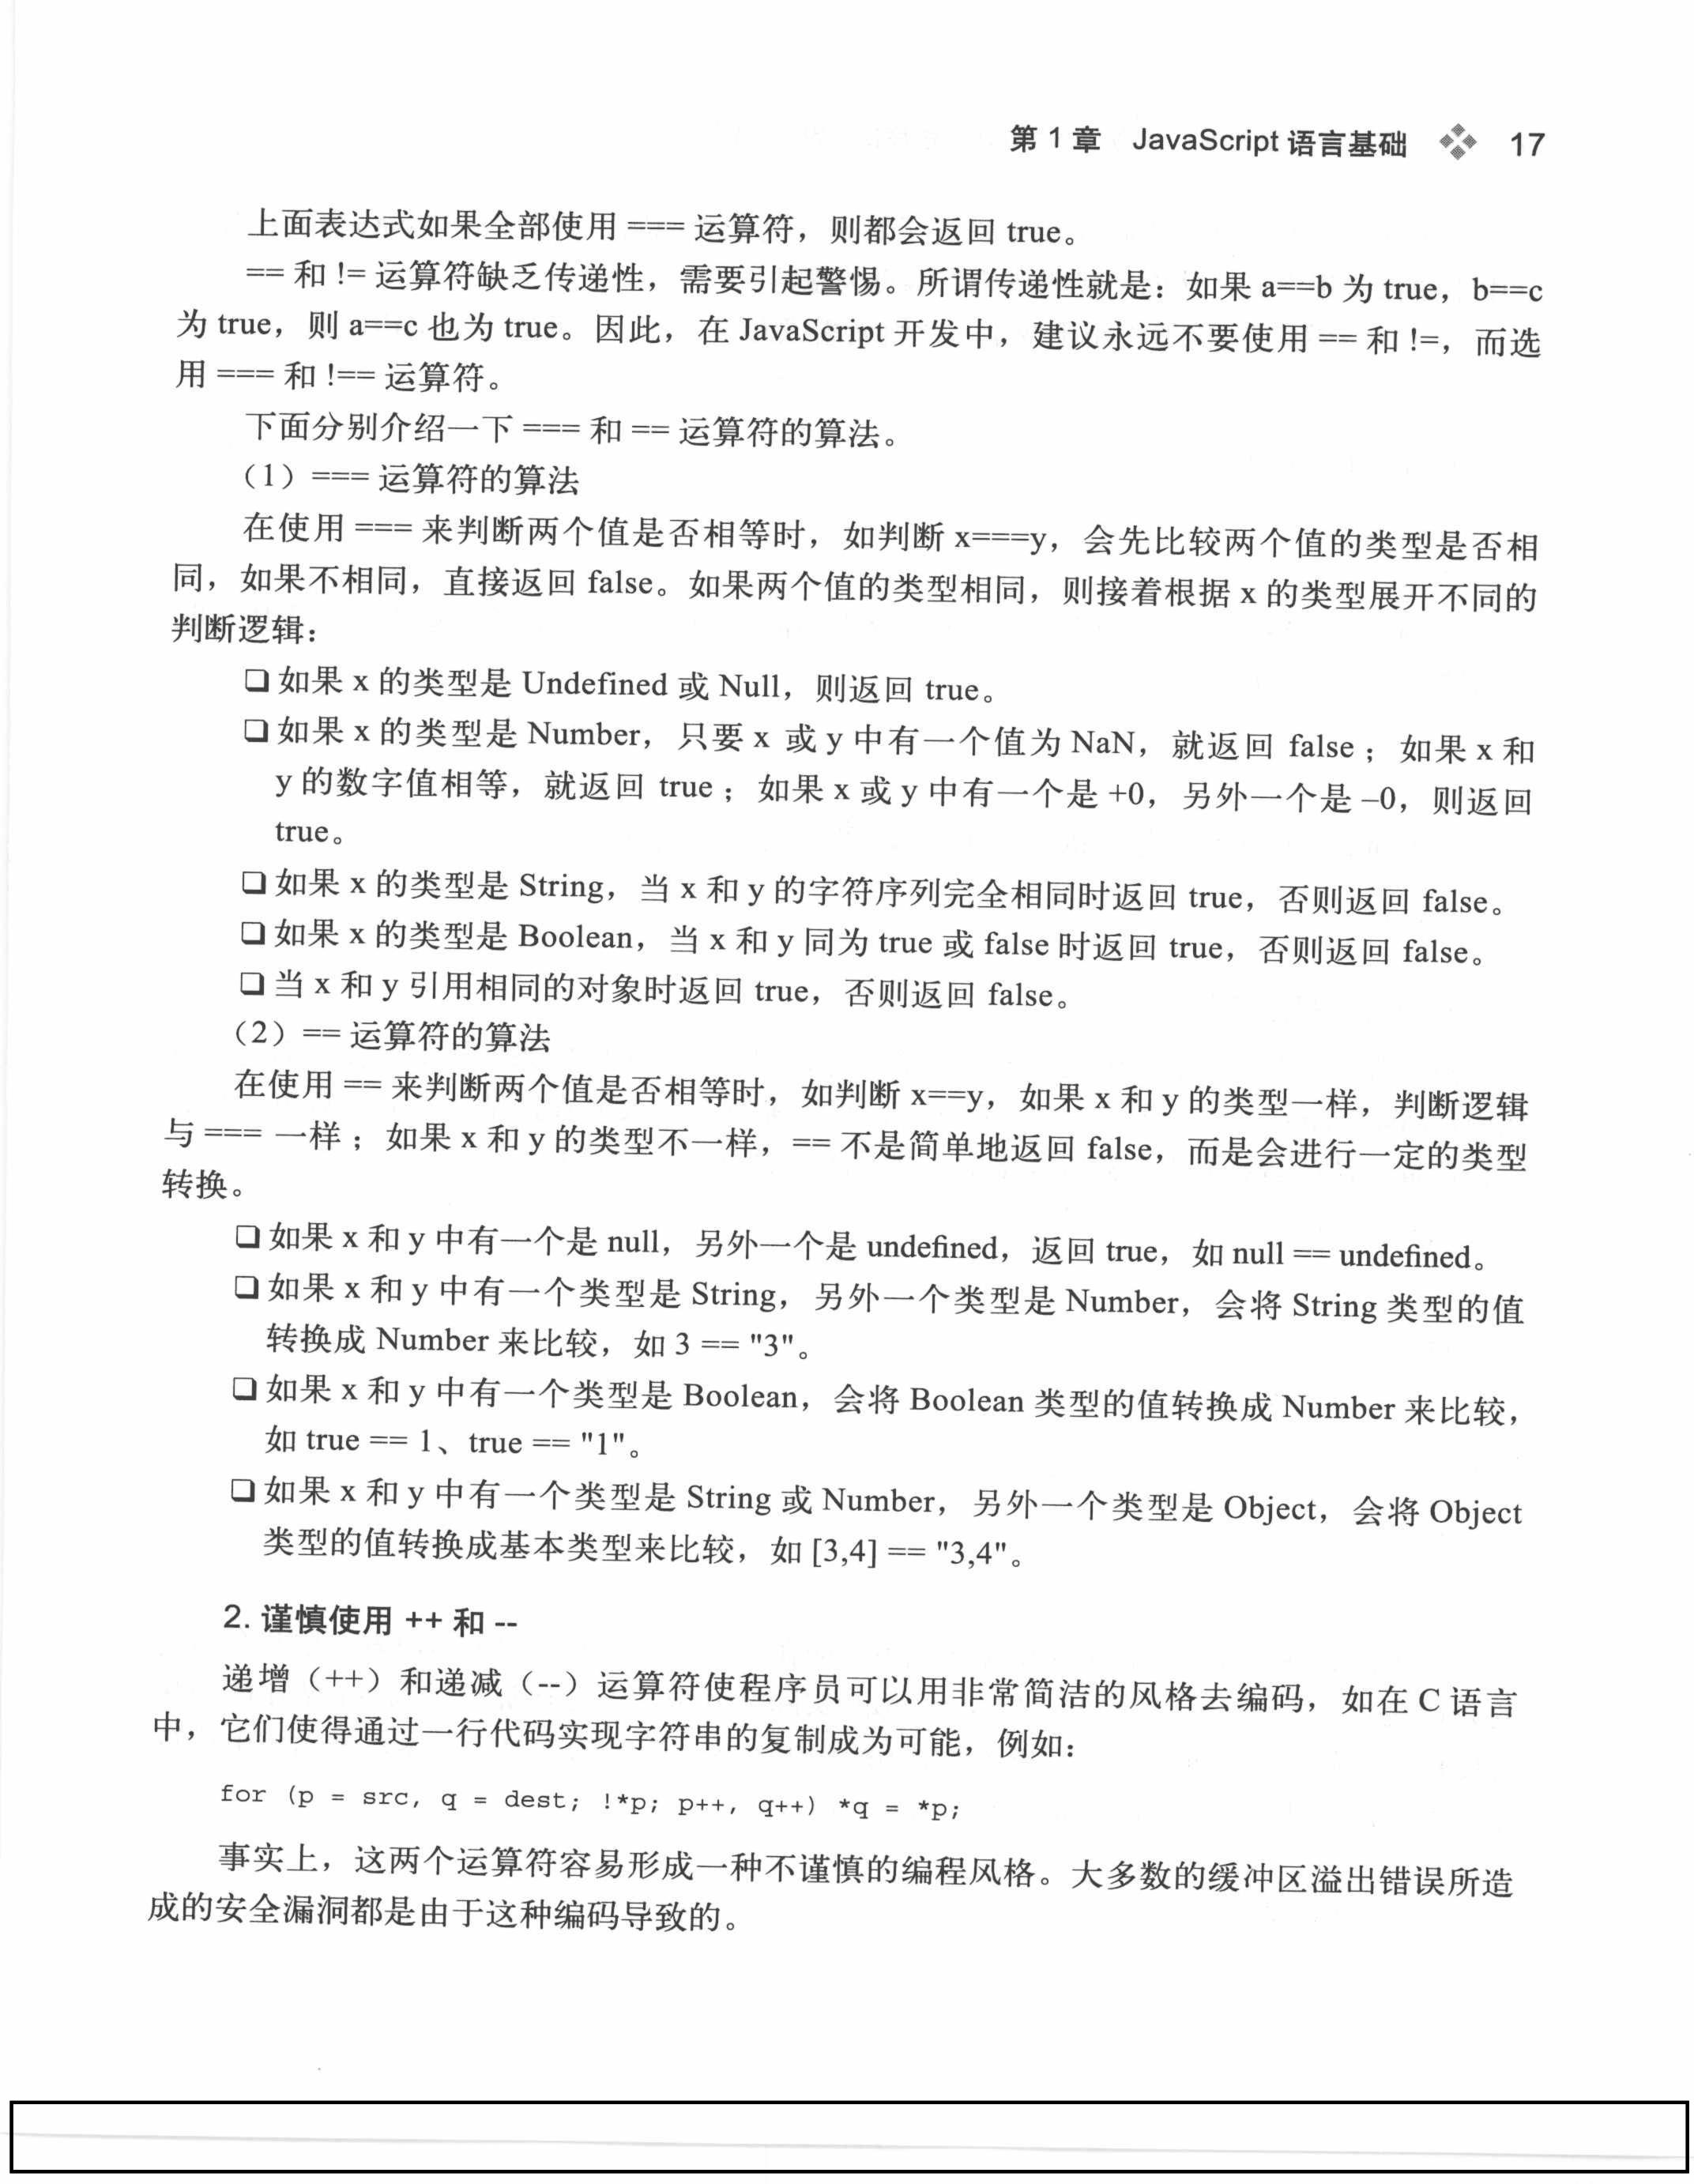 第 1 章 JavaScript 语言基础 17
上面表达式如果全部使用 === 运算符，则都会返回 true。
== 和 != 运算符缺乏传递性，需要引起警惕。所谓传递性就是：如果 a==b 为 true，b==c
为 true，则 a==c 也为 true。因此，在 JavaScript 开发中，建议永远不要使用 == 和 !=，而选
用 === 和 !== 运算符。
下面分别介绍一下 === 和 == 运算符的算法。
（1）=== 运算符的算法
在使用 === 来判断两个值是否相等时，如判断 x===y，会先比较两个值的类型是否相
同，如果不相同，直接返回 false。如果两个值的类型相同，则接着根据 x 的类型展开不同的
判断逻辑：
❏ 如果 x 的类型是 Undefined 或 Null，则返回 true。
❏ 如果 x 的类型是 Number，只要 x 或 y 中有一个值为 NaN，就返回 false；如果 x 和
y 的数字值相等，就返回 true；如果 x 或 y 中有一个是 +0，另外一个是 –0，则返回
true。
❏ 如果 x 的类型是 String，当 x 和 y 的字符序列完全相同时返回 true，否则返回 false。
❏ 如果 x 的类型是 Boolean，当 x 和 y 同为 true 或 false 时返回 true，否则返回 false。
❏ 当 x 和 y 引用相同的对象时返回 true，否则返回 false。
（2）== 运算符的算法
在使用 == 来判断两个值是否相等时，如判断 x==y，如果 x 和 y 的类型一样，判断逻辑
与 === 一样；如果 x 和 y 的类型不一样，== 不是简单地返回 false，而是会进行一定的类型
转换。
❏ 如果 x 和 y 中有一个是 null，另外一个是 undefined，返回 true，如 null == undefined。
❏ 如果 x 和 y 中有一个类型是 String，另外一个类型是 Number，会将 String 类型的值
转换成 Number 来比较，如 3 == "3"。
❏ 如果 x 和 y 中有一个类型是 Boolean，会将 Boolean 类型的值转换成 Number 来比较，
如 true == 1、true == "1"。
❏ 如果 x 和 y 中有一个类型是 String 或 Number，另外一个类型是 Object，会将 Object
类型的值转换成基本类型来比较，如 [3,4] == "3,4"。
2. 谨慎使用 ++ 和 --
递增（++）和递减（--）运算符使程序员可以用非常简洁的风格去编码，如在 C 语言
中，它们使得通过一行代码实现字符串的复制成为可能，例如：
for (p = src, q = dest; !*p; p++, q++) *q = *p;
事实上，这两个运算符容易形成一种不谨慎的编程风格。大多数的缓冲区溢出错误所造
成的安全漏洞都是由于这种编码导致的。